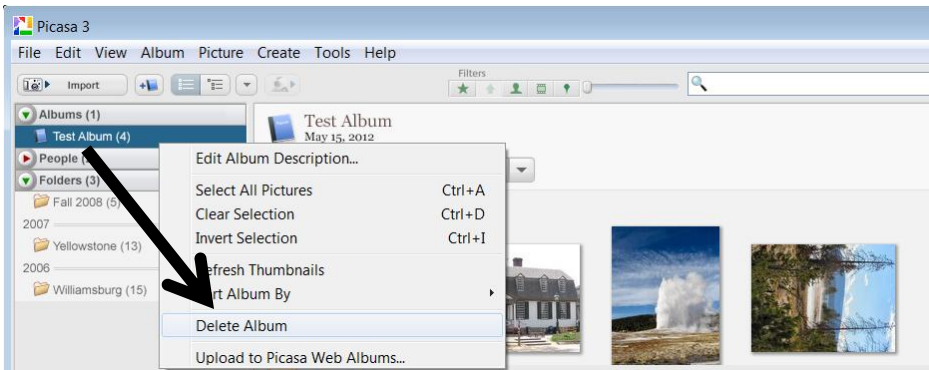 Picasa 3
File Edit View Album Picture Create Tools Help
Import
Filters
Albums (1)
Test Album (4)
People
Folders (3)
Fall 2008 (5)
2007
Yellowstone (13)
2006
Williamsburg (15)
Test Album
May 15, 2012
Edit Album Description...
Select All Pictures Ctrl+A
Clear Selection Ctrl+D
Invert Selection Ctrl+I
Thumbnails
Album By
Delete Album
Upload to Picasa Web Albums...